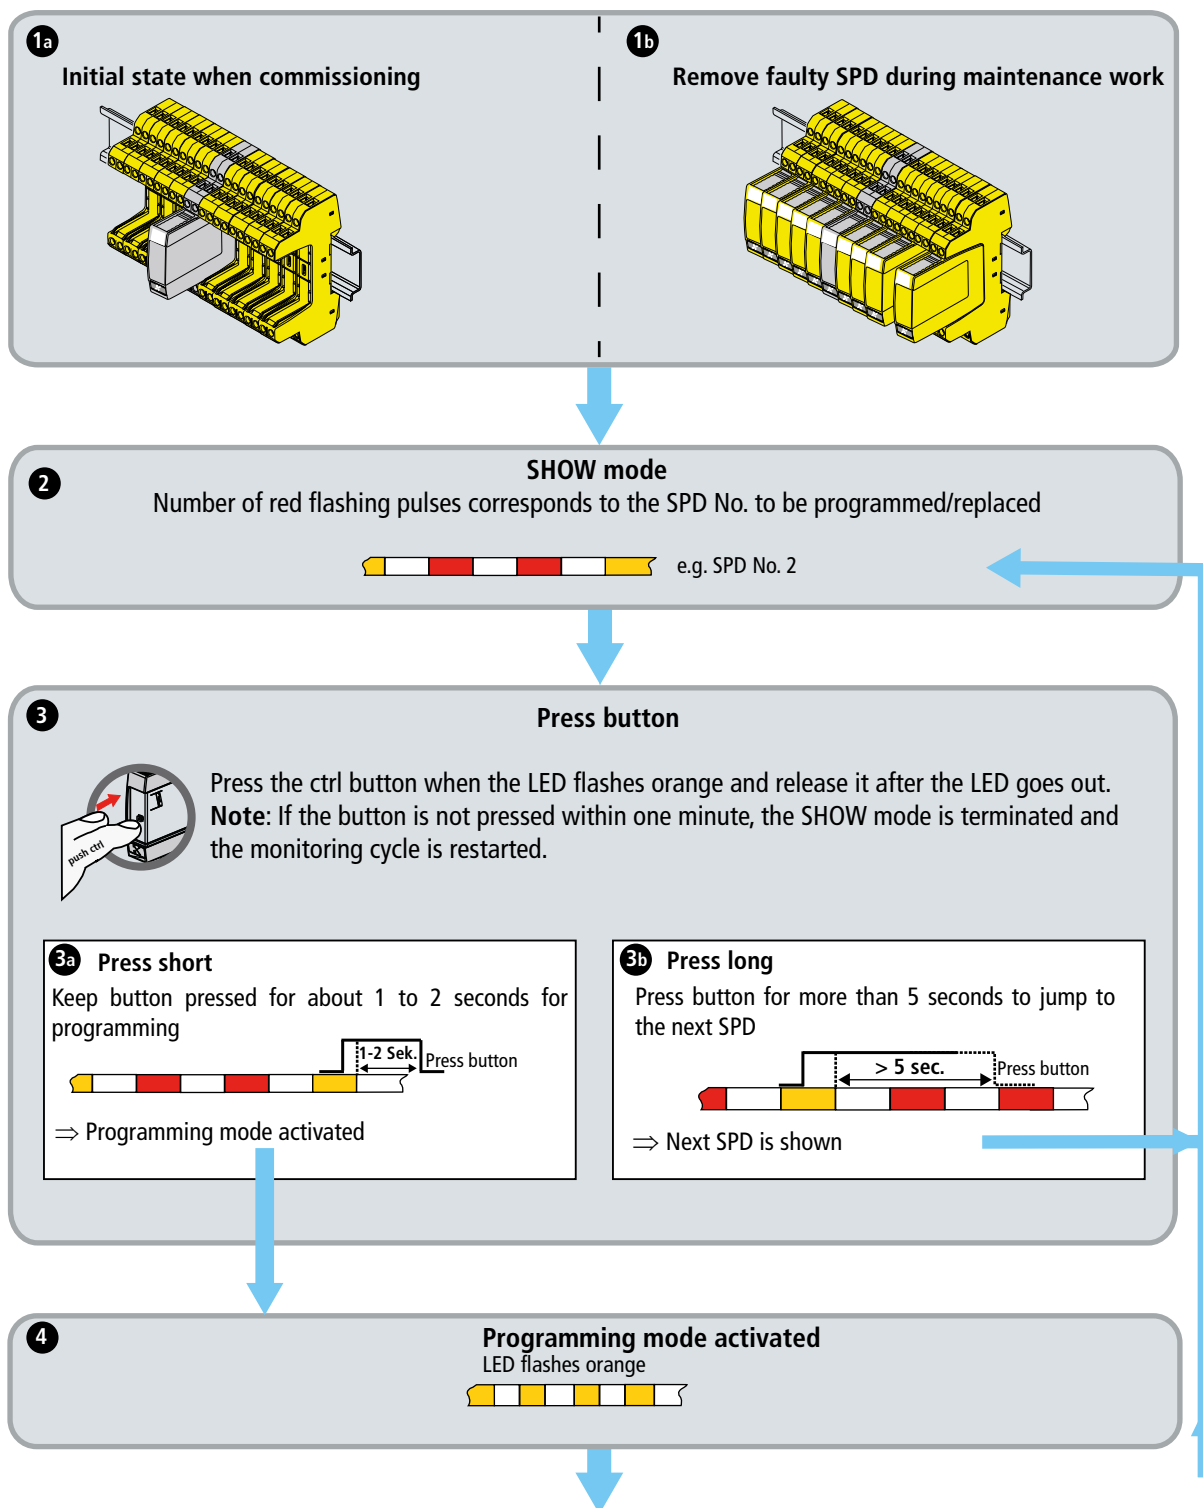 1a
Initial state when commissioning
1b
Remove faulty SPD during maintenance work
2
SHOW mode
Number of red flashing pulses corresponds to the SPD No. to be programmed/replaced
e.g. SPD No. 2
3
Press button
push ctrl
Press the ctrl button when the LED flashes orange and release it after the LED goes out.
Note: If the button is not pressed within one minute, the SHOW mode is terminated and
the monitoring cycle is restarted.
3a Press short
Keep button pressed for about 1 to 2 seconds for
programming
1-2 Sek.
Press button
⇒ Programming mode activated
3b Press long
Press button for more than 5 seconds to jump to
the next SPD
> 5 sec.
Press button
⇒ Next SPD is shown
4
Programming mode activated
LED flashes orange